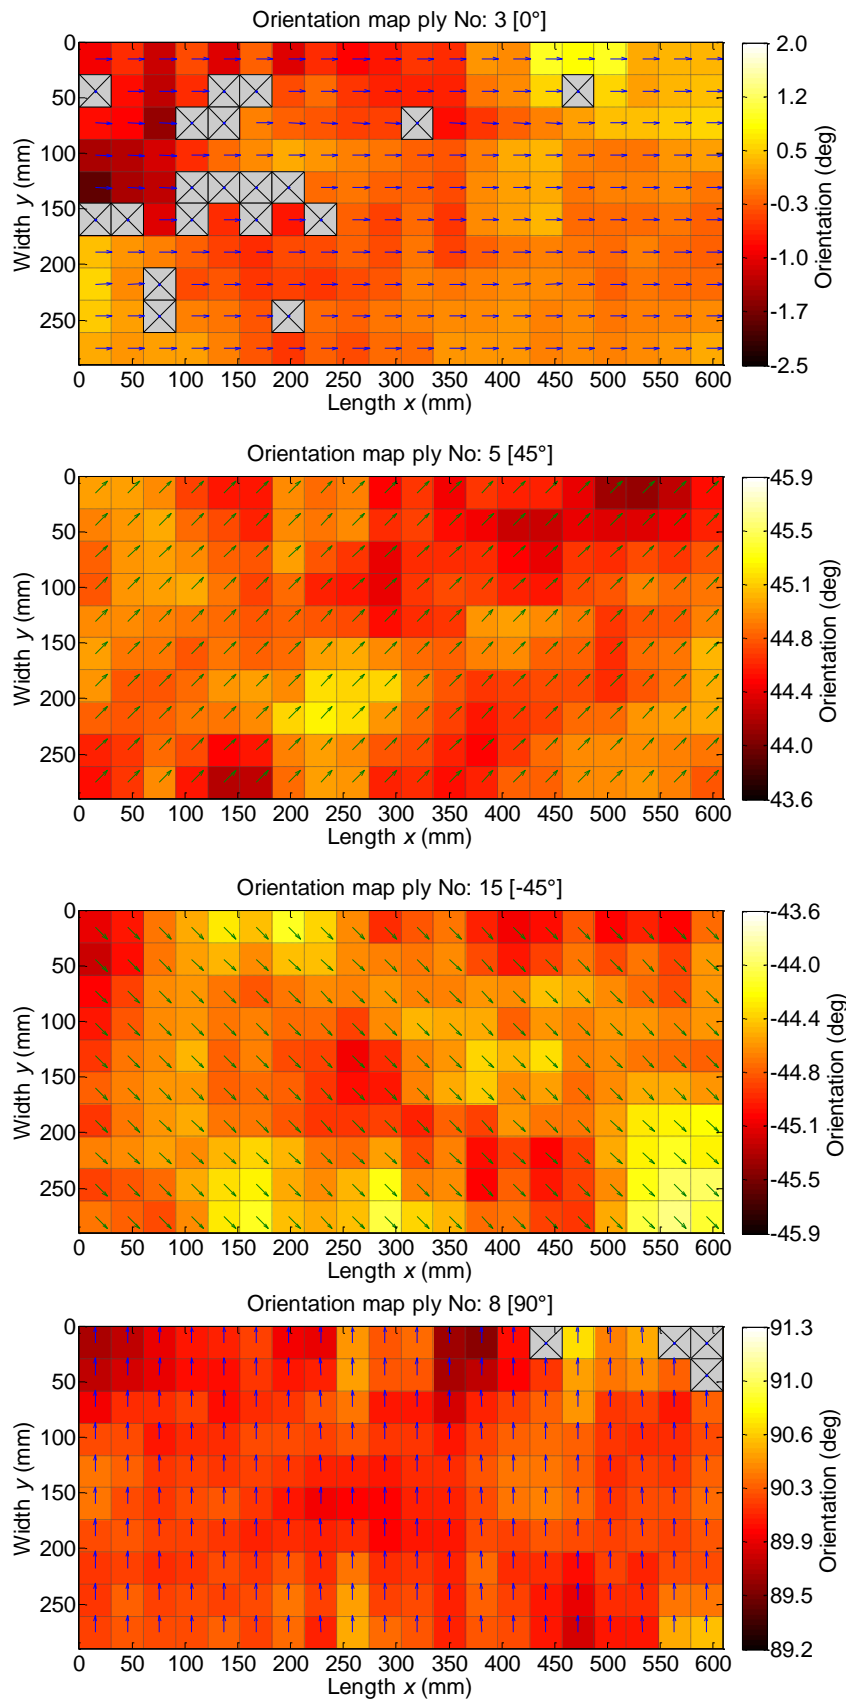 Orientation map ply No: 3 [0°]
0
50
100
150
200
250
Width y (mm)
0 50 100 150 200 250 300 350 400 450 500 550 600
Length x (mm)
2.0
1.2
0.5
-0.3
-1.0
-1.7
-2.5
Orientation (deg)
Orientation map ply No: 5 [45°]
0
50
100
150
200
250
Width y (mm)
0 50 100 150 200 250 300 350 400 450 500 550 600
Length x (mm)
45.9
45.5
45.1
44.8
44.4
44.0
43.6
Orientation (deg)
Orientation map ply No: 15 [-45°]
0
50
100
150
200
250
Width y (mm)
0 50 100 150 200 250 300 350 400 450 500 550 600
Length x (mm)
-43.6
-44.0
-44.4
-44.8
-45.1
-45.5
-45.9
Orientation (deg)
Orientation map ply No: 8 [90°]
0
50
100
150
200
250
Width y (mm)
0 50 100 150 200 250 300 350 400 450 500 550 600
Length x (mm)
91.3
91.0
90.6
90.3
89.9
89.5
89.2
Orientation (deg)